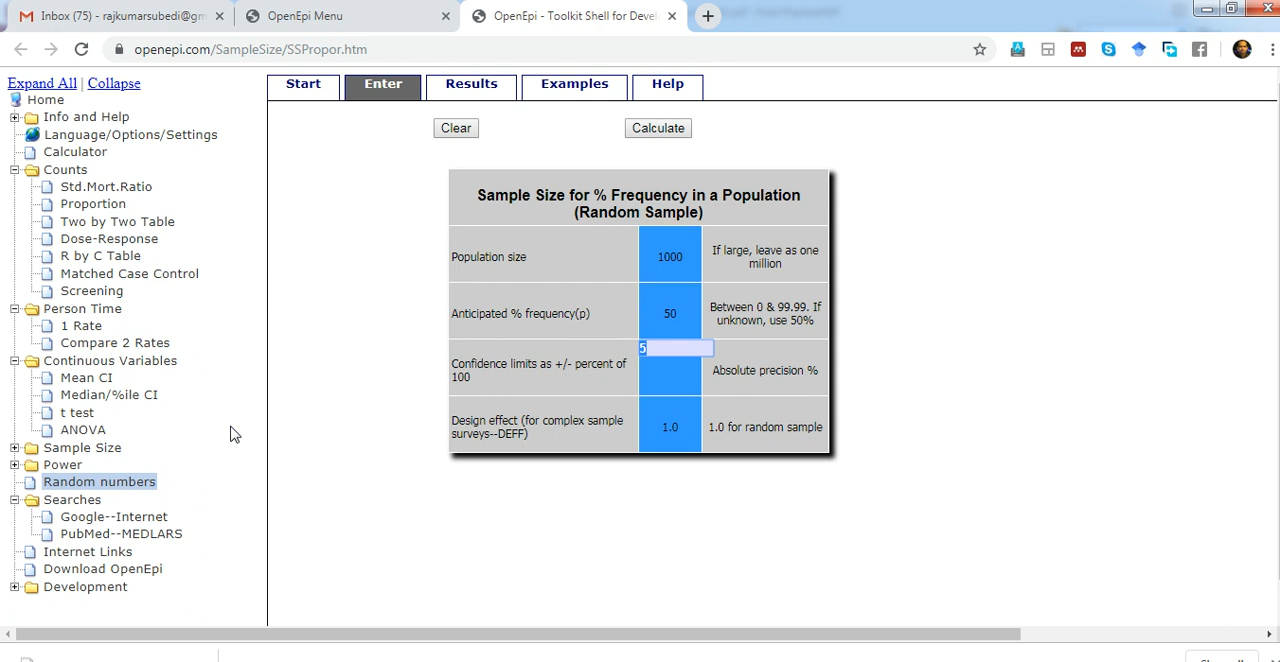 Inbox (75) - rajkumarsubedi@gm
OpenEpi Menu
OpenEpi - Toolkit Shell for Devel
openepi.com/SampleSize/SSPropor.htm
Expand All | Collapse
Home
Info and Help
Language/Options/Settings
Calculator
Counts
Std.Mort.Ratio
Proportion
Two by Two Table
Dose-Response
R by C Table
Matched Case Control
Screening
Person Time
1 Rate
Compare 2 Rates
Continuous Variables
Mean CI
Median/%ile CI
t test
ANOVA
Sample Size
Power
Random numbers
Searches
Google--Internet
PubMed--MEDLARS
Internet Links
Download OpenEpi
Development
Start Enter Results Examples Help
Clear Calculate
Sample Size for % Frequency in a Population
(Random Sample)
Population size 1000 If large, leave as one
million
Anticipated % frequency(p) 50 Between 0 & 99.99. If
unknown, use 50%
5
Confidence limits as +/- percent of
100
Absolute precision %
Design effect (for complex sample
surveys--DEFF)
1.0 1.0 for random sample